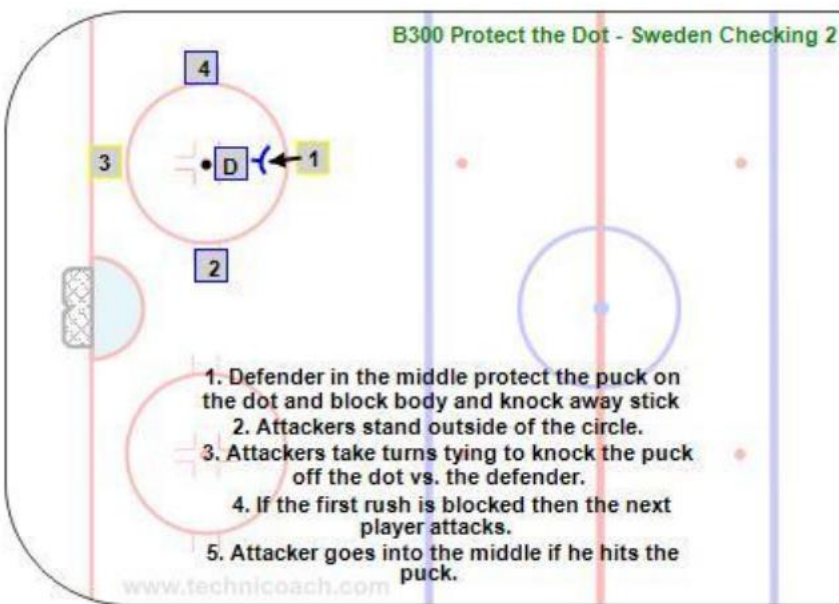 B300 Protect the Dot - Sweden Checking 2
4
3
D
1
2
1. Defender in the middle protect the puck on
the dot and block body and knock away stick
2. Attackers stand outside of the circle.
3. Attackers take turns tying to knock the puck
off the dot vs. the defender.
4. If the first rush is blocked then the next
player attacks.
5. Attacker goes into the middle if he hits the
puck.
www.technicoach.com